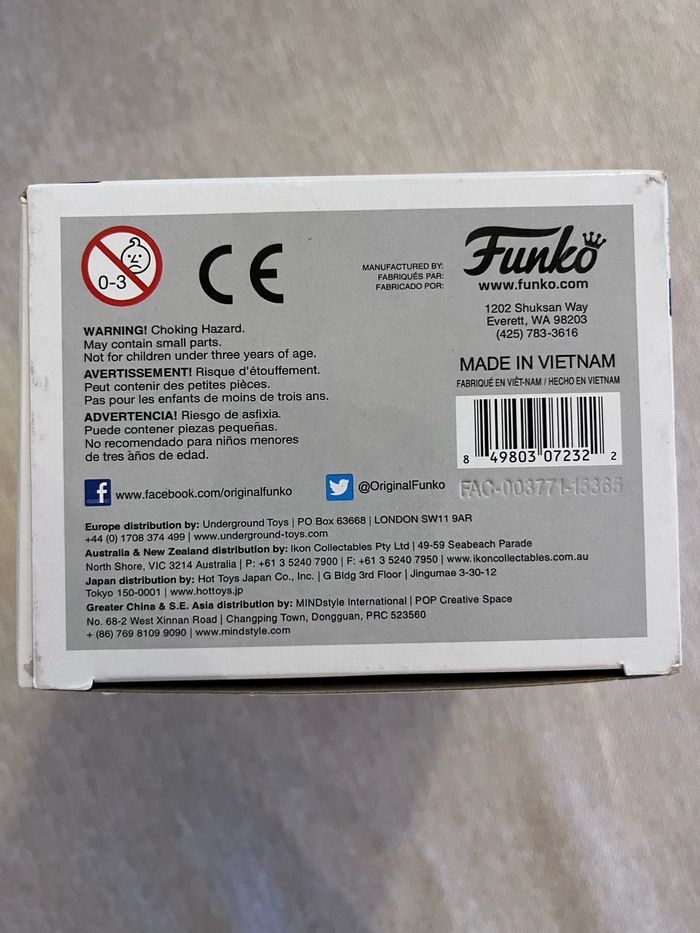 0-3
CE
MANUFACTURED BY:
FABRIQUÉS PAR:
FABRICADO POR:
Funko
www.funko.com
1202 Shuksan Way
Everett, WA 98203
(425) 783-3616
WARNING! Choking Hazard.
May contain small parts.
Not for children under three years of age.
AVERTISSEMENT! Risque d'étouffement.
Peut contenir des petites pièces.
Pas pour les enfants de moins de trois ans.
ADVERTENCIA! Riesgo de asfixia.
Puede contener piezas pequeñas.
No recomendado para niños menores
de tres años de edad.
MADE IN VIETNAM
FABRIQUÉ EN VIÊT-NAM / HECHO EN VIETNAM
8 49803 07232 2
f www.facebook.com/originalfunko
@OriginalFunko
FAC-003771-15365
Europe distribution by: Underground Toys | PO Box 63668 | LONDON SW11 9AR
+44 (0) 1708 374 499 | www.underground-toys.com
Australia & New Zealand distribution by: Ikon Collectables Pty Ltd | 49-59 Seabeach Parade
North Shore, VIC 3214 Australia | P: +61 3 5240 7900 | F: +61 3 5240 7950 | www.ikoncollectables.com.au
Japan distribution by: Hot Toys Japan Co., Inc. | G Bldg 3rd Floor | Jingumae 3-30-12
Tokyo 150-0001 | www.hottoys.jp
Greater China & S.E. Asia distribution by: MINDstyle International | POP Creative Space
No. 68-2 West Xinnan Road | Changping Town, Dongguan, PRC 523560
+ (86) 769 8109 9090 | www.mindstyle.com